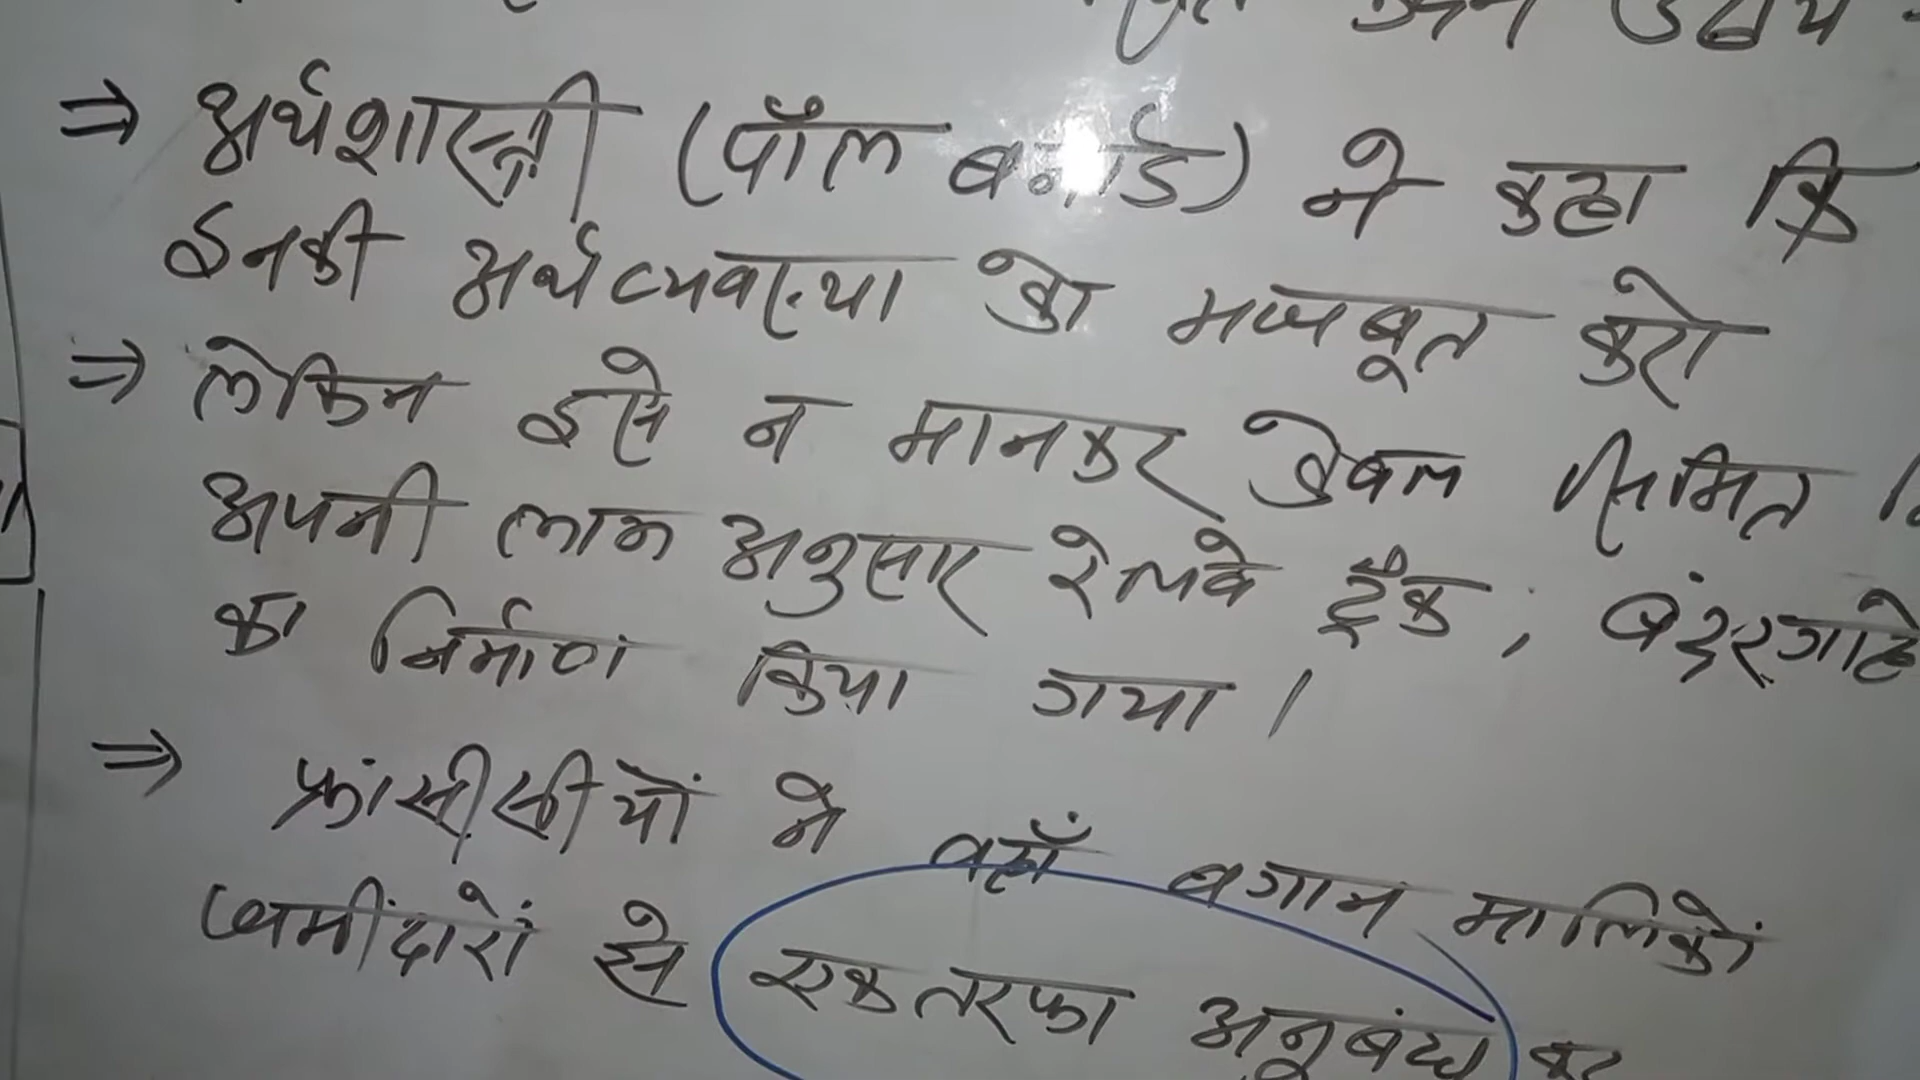 ⇒ अर्थशास्त्री (पॉल बर्नार्ड) ने कहा कि
इनकी अर्थव्यवस्था को मजबूत करो
⇒ लेकिन इसे न मानकर केवल सिमित
अपनी लाभ अनुसार रेलवे ट्रैक, बंदरगाहे
का निर्माण किया गया ।
⇒ फ्रांसीसीयों ने वहाँ बगान मालिकों
जमींदारों से एकतरफा अनुबंध कर